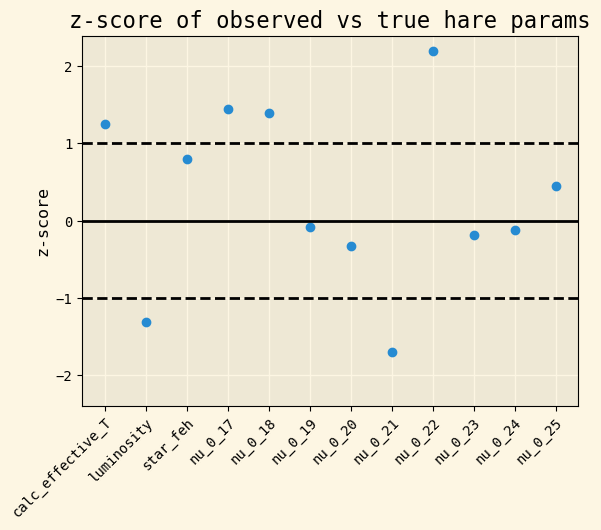 z-score of observed vs true hare params
z-score
2
1
0
−1
−2
calc_effective_T
luminosity
star_feh
nu_0_17
nu_0_18
nu_0_19
nu_0_20
nu_0_21
nu_0_22
nu_0_23
nu_0_24
nu_0_25